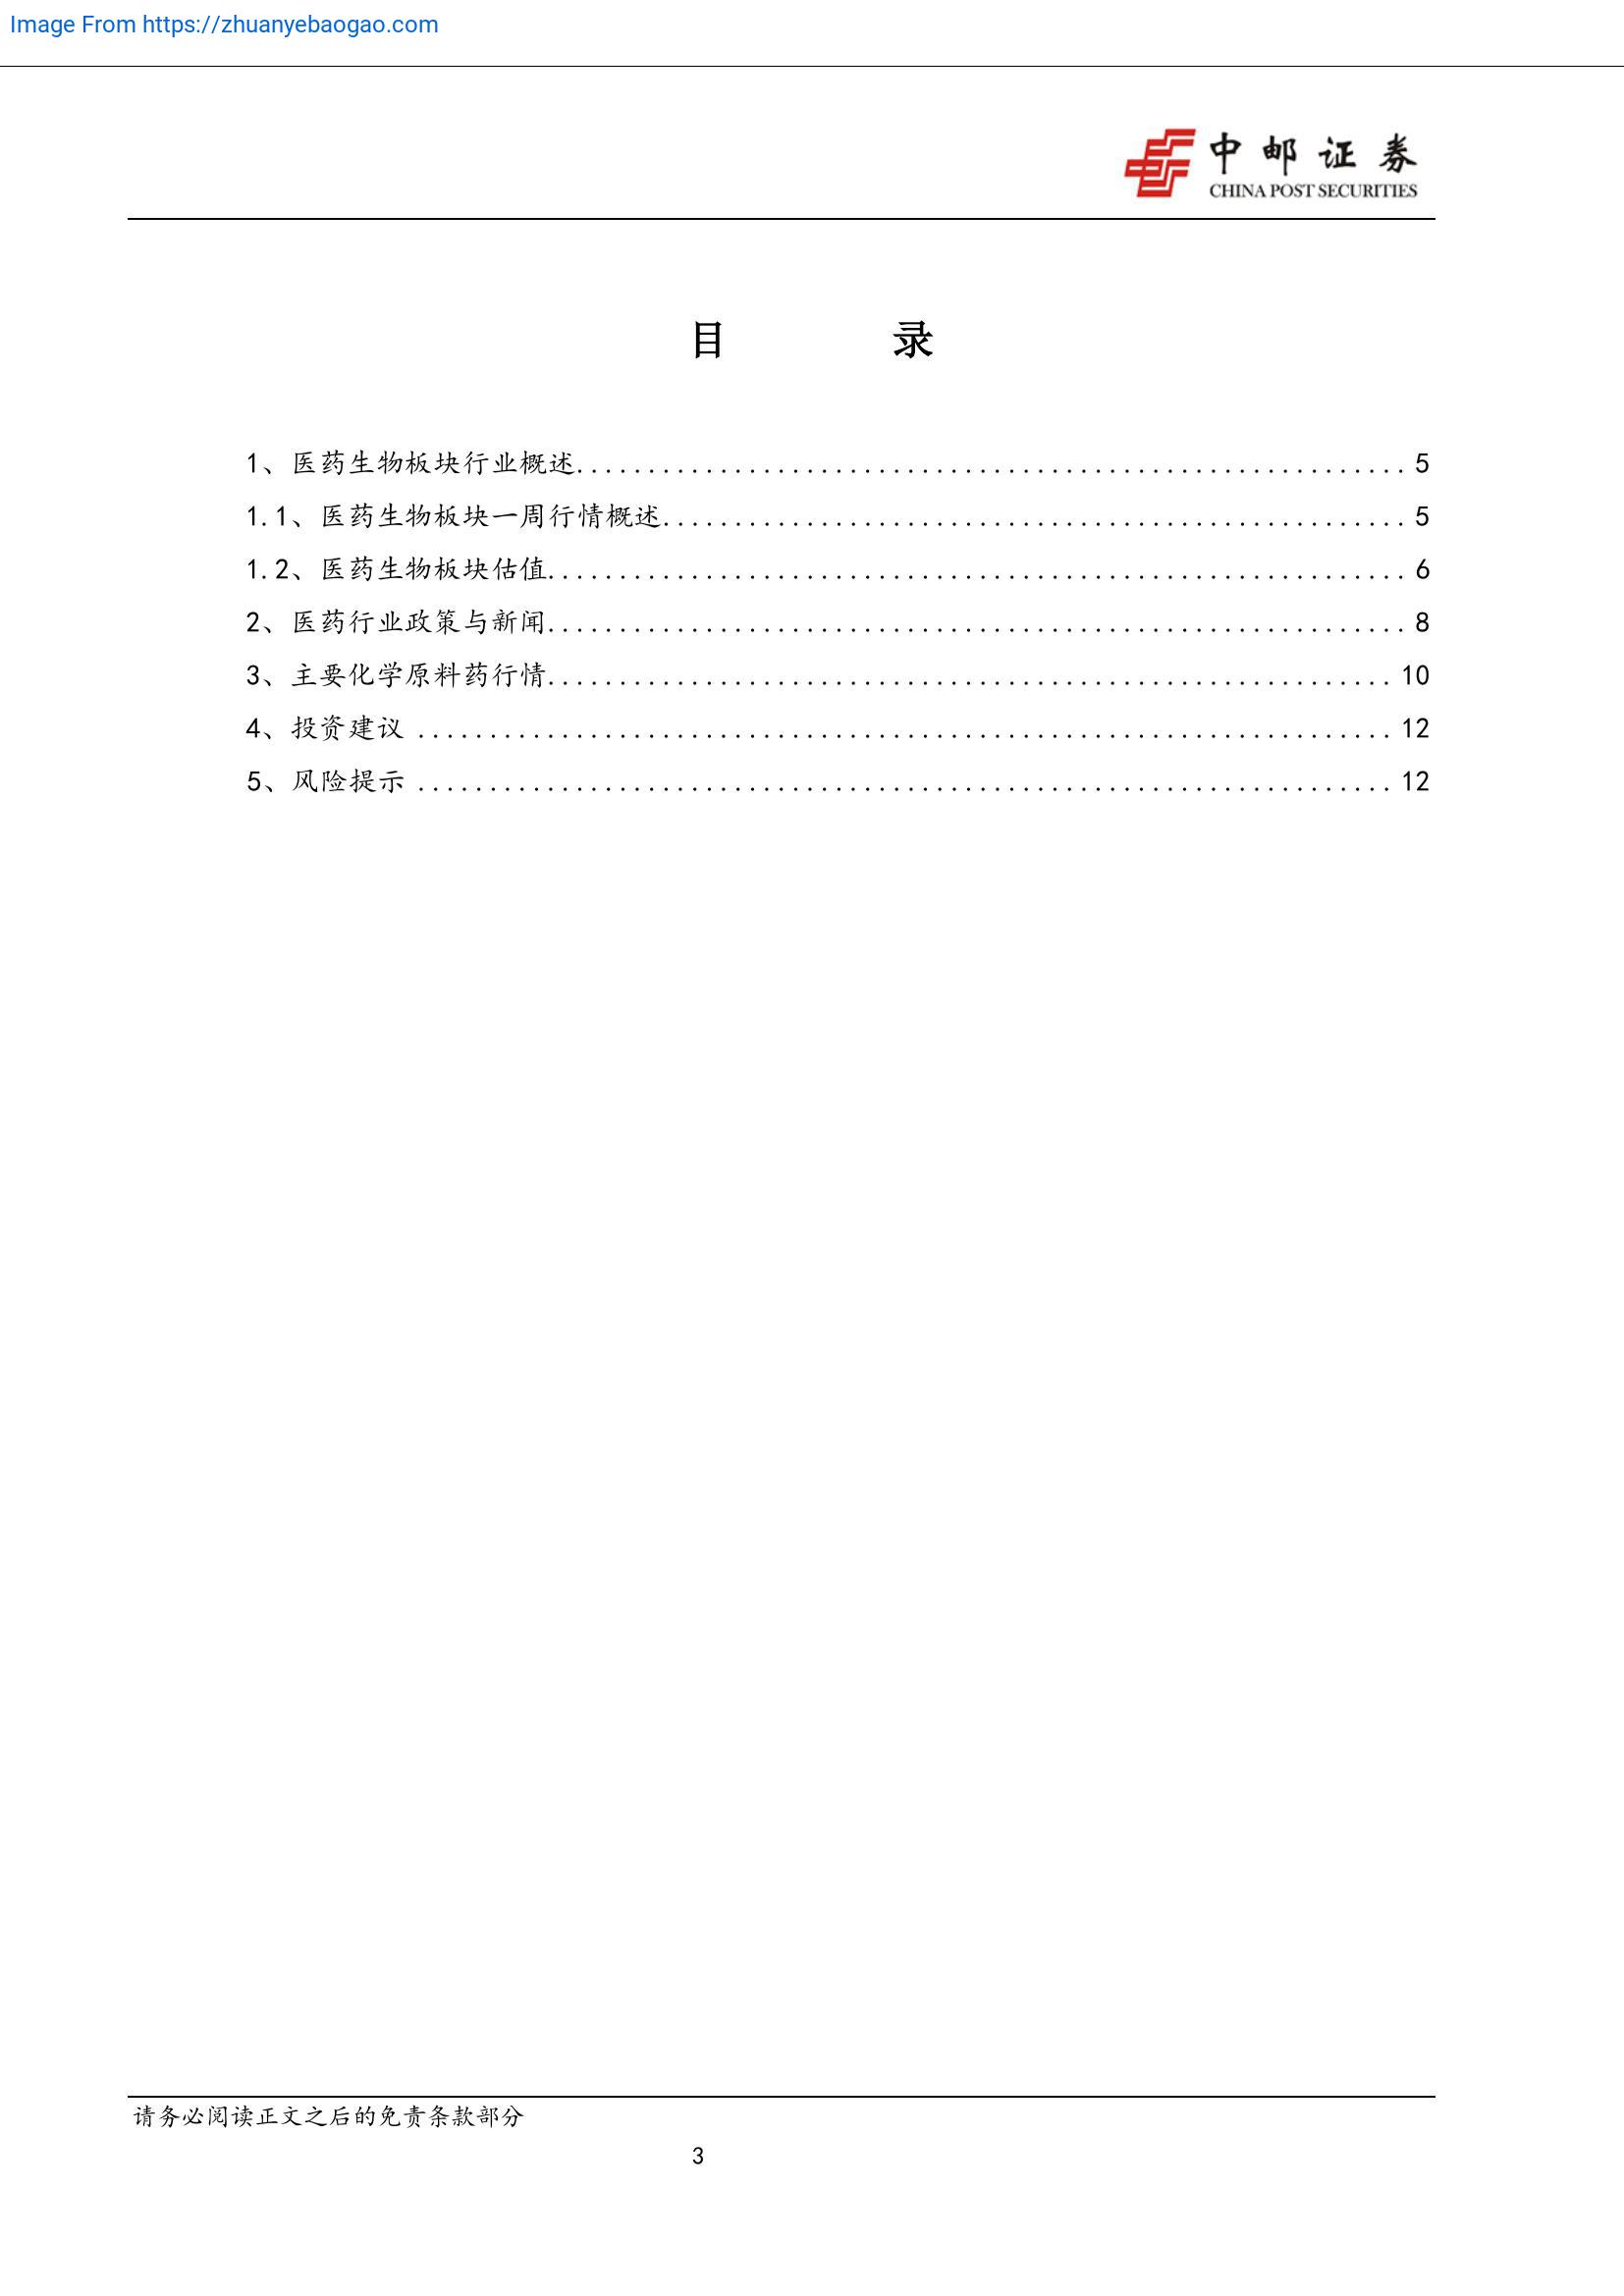 Image From https://zhuanyebaogao.com
中邮证券
CHINA POST SECURITIES
目 录
1、医药生物板块行业概述.......................................................... 5
1.1、医药生物板块一周行情概述.................................................... 5
1.2、医药生物板块估值............................................................ 6
2、医药行业政策与新闻............................................................ 8
3、主要化学原料药行情........................................................... 10
4、投资建议 .................................................................... 12
5、风险提示 .................................................................... 12
请务必阅读正文之后的免责条款部分
3